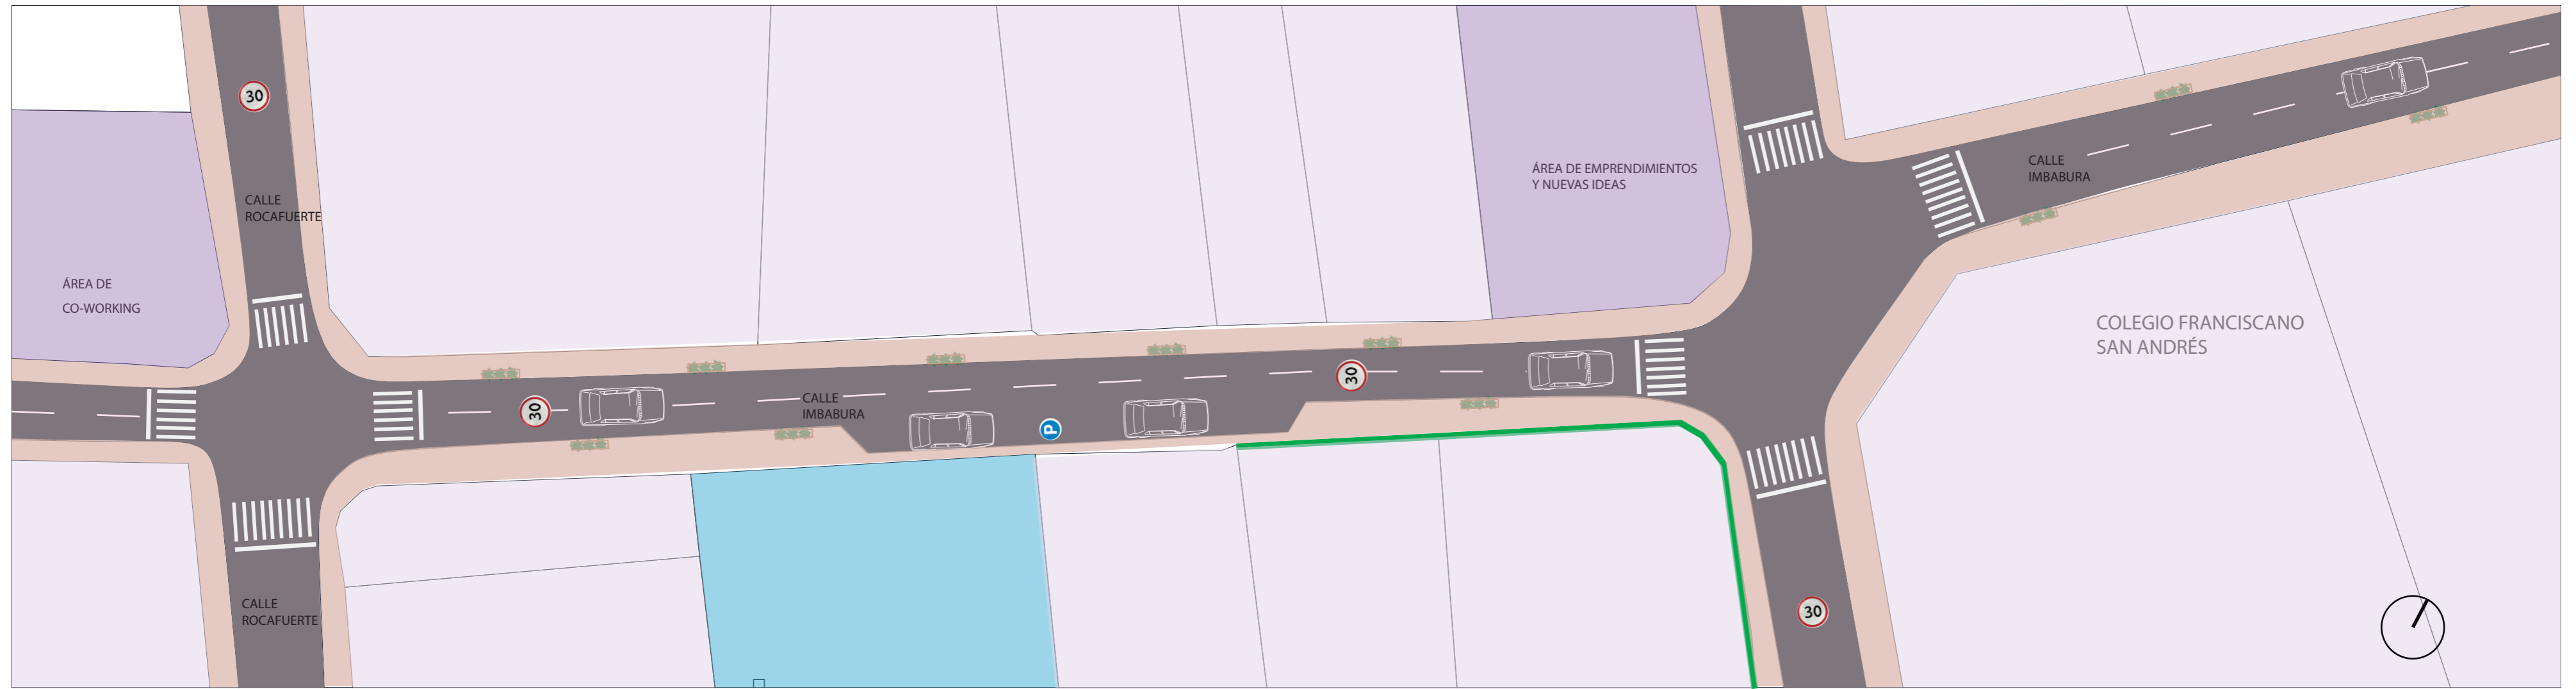 30
CALLE
ROCAFUERTE
ÁREA DE
CO-WORKING
ÁREA DE EMPRENDIMIENTOS
Y NUEVAS IDEAS
CALLE
IMBABURA
COLEGIO FRANCISCANO
SAN ANDRÉS
30
30
CALLE
IMBABURA
P
CALLE
ROCAFUERTE
30